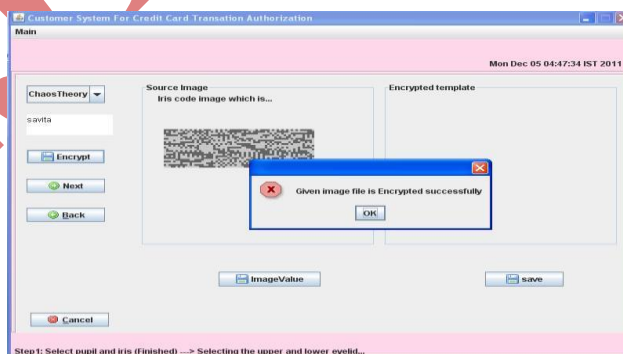 Customer System For Credit Card Transation Authorization
Main
Mon Dec 05 04:47:34 IST 2011
ChaosTheory
Source Image
Encrypted template
Iris code image which is...
savita
Encrypt
Given image file is Encrypted successfully
Next
OK
Back
ImageValue
save
Cancel
Step1: Select pupil and iris (Finished) ---> Selecting the upper and lower eyelid...